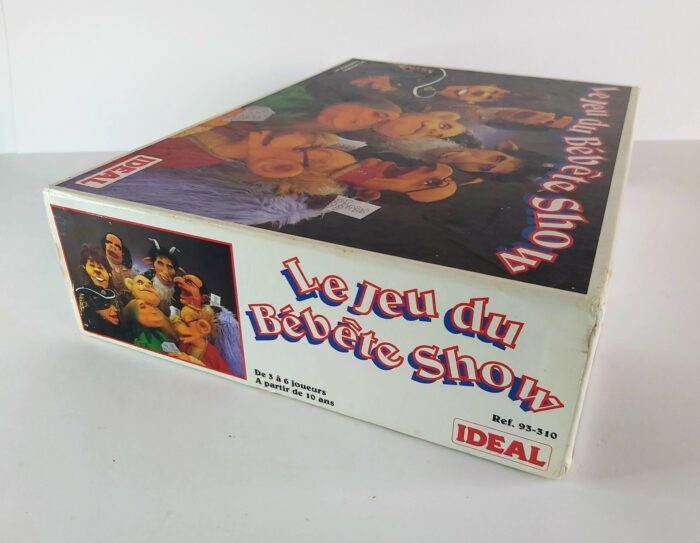 Le jeu du Bébête Show
IDEAL
Le jeu du
Bébête Show
De 3 à 6 joueurs
A partir de 10 ans
Ref. 93-310
IDEAL